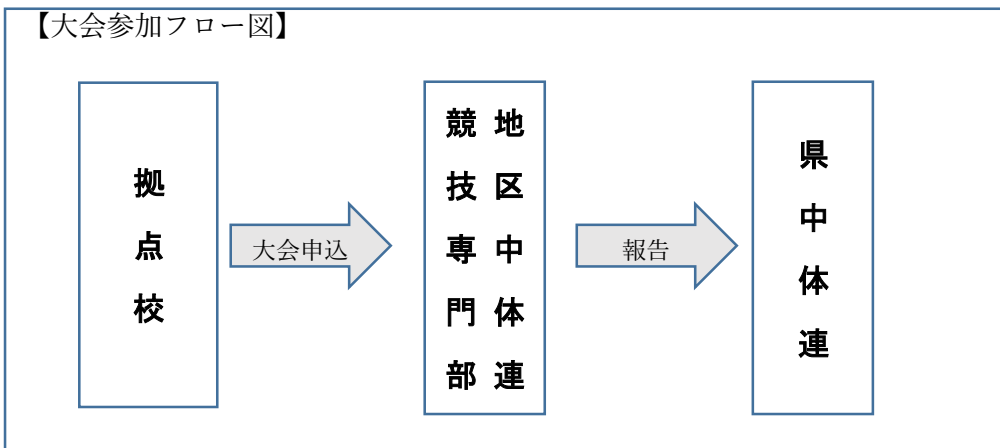 【大会参加フロー図】
拠点校
大会申込
地区中体連
競技専門部
報告
県中体連